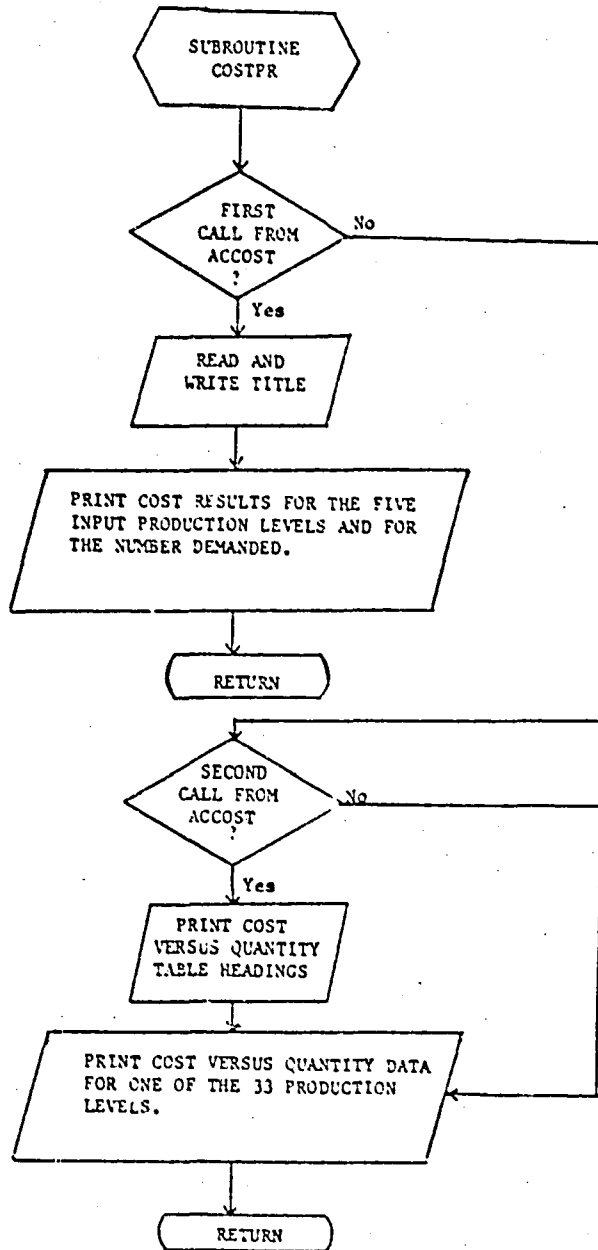 SUBROUTINE
COSTPR
FIRST
CALL FROM
ACCOST
?
No
Yes
READ AND
WRITE TITLE
PRINT COST RESULTS FOR THE FIVE
INPUT PRODUCTION LEVELS AND FOR
THE NUMBER DEMANDED.
RETURN
SECOND
CALL FROM
ACCOST
?
No
Yes
PRINT COST
VERSUS QUANTITY
TABLE HEADINGS
PRINT COST VERSUS QUANTITY DATA
FOR ONE OF THE 33 PRODUCTION
LEVELS.
RETURN